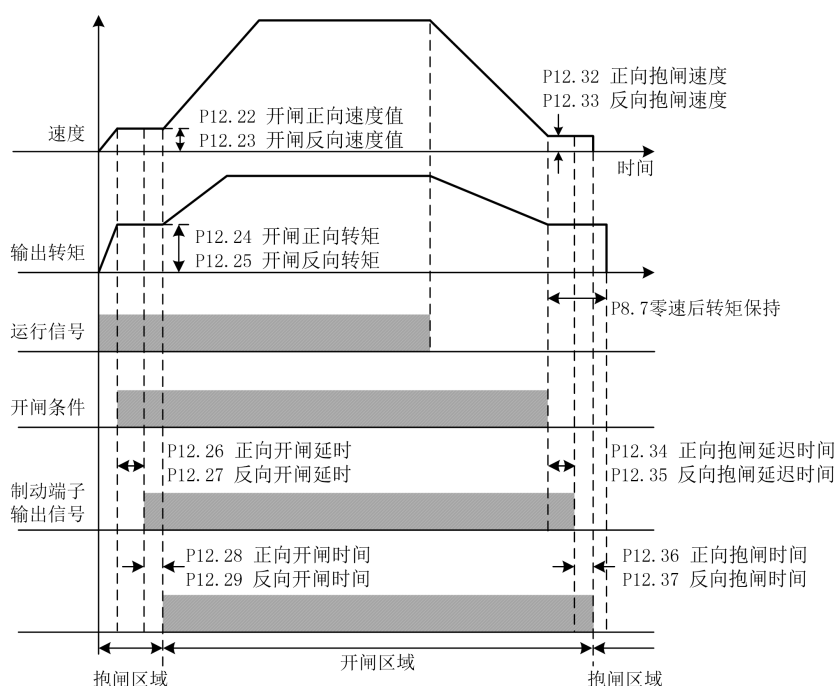 P12.32 正向抱闸速度
P12.33 反向抱闸速度
P12.22 开闸正向速度值
P12.23 开闸反向速度值
速度
时间
P12.24 开闸正向转矩
P12.25 开闸反向转矩
输出转矩
P8.7零速后转矩保持
运行信号
开闸条件
P12.26 正向开闸延时
P12.27 反向开闸延时
P12.34 正向抱闸延迟时间
P12.35 反向抱闸延迟时间
制动端子
输出信号
P12.28 正向开闸时间
P12.29 反向开闸时间
P12.36 正向抱闸时间
P12.37 反向抱闸时间
抱闸区域
开闸区域
抱闸区域